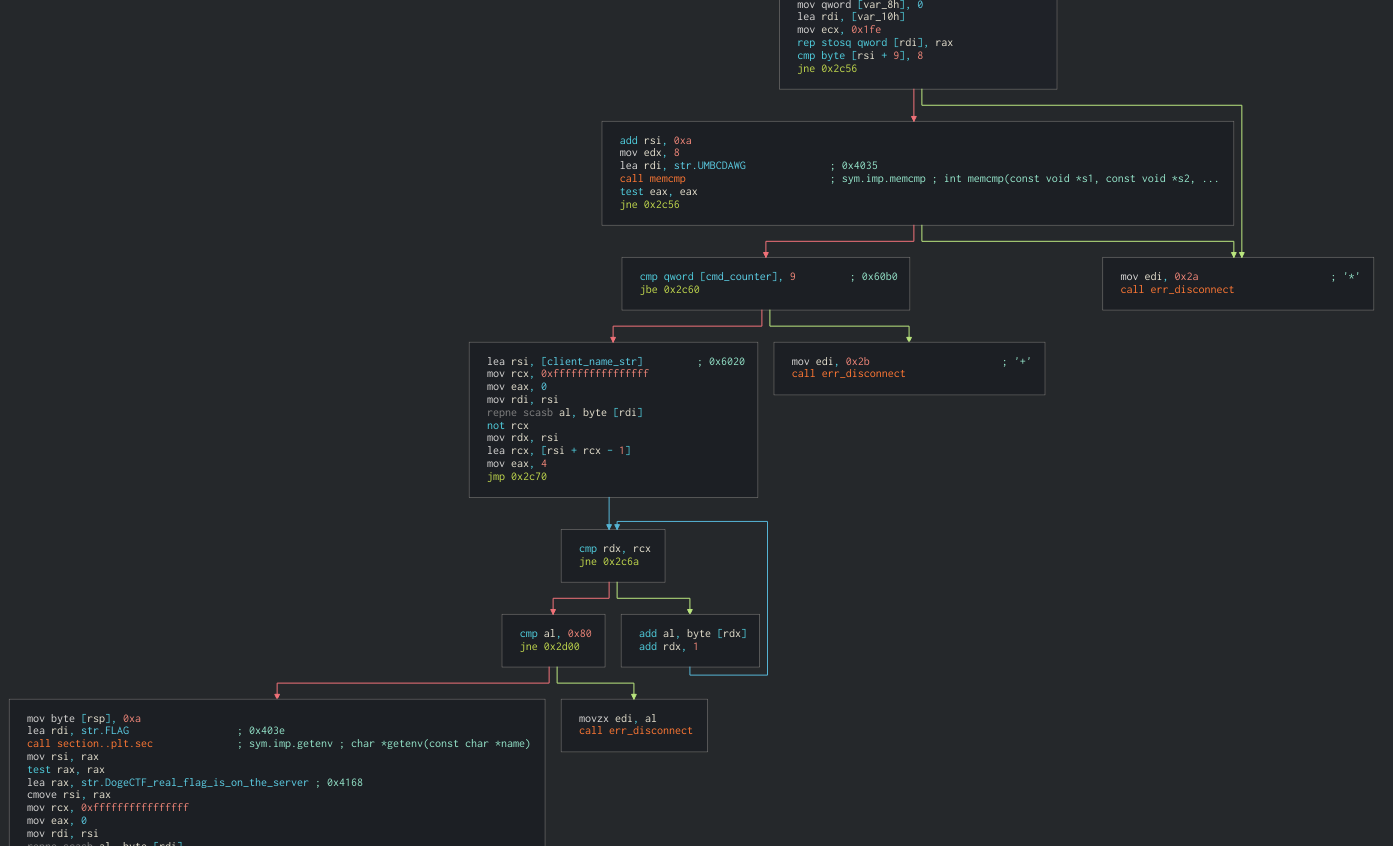 mov qword [var_8h], 0
lea rdi, [var_10h]
mov ecx, 0x1fe
rep stosq qword [rdi], rax
cmp byte [rsi + 9], 8
jne 0x2c56
add rsi, 0xa
mov edx, 8
lea rdi, str.UMBCDAWG ; 0x4035
call memcmp ; sym.imp.memcmp ; int memcmp(const void *s1, const void *s2, ...
test eax, eax
jne 0x2c56
cmp qword [cmd_counter], 9 ; 0x60b0
jbe 0x2c60
mov edi, 0x2a ; '*'
call err_disconnect
lea rsi, [client_name_str] ; 0x6020
mov rcx, 0xffffffffffffffff
mov eax, 0
mov rdi, rsi
repne scasb al, byte [rdi]
not rcx
mov rdx, rsi
lea rcx, [rsi + rcx - 1]
mov eax, 4
jmp 0x2c70
mov edi, 0x2b ; '+'
call err_disconnect
cmp rdx, rcx
jne 0x2c6a
cmp al, 0x80
jne 0x2d00
add al, byte [rdx]
add rdx, 1
mov byte [rsp], 0xa
lea rdi, str.FLAG ; 0x403e
call section..plt.sec ; sym.imp.getenv ; char *getenv(const char *name)
mov rsi, rax
test rax, rax
lea rax, str.DogeCTF_real_flag_is_on_the_server ; 0x4168
cmove rsi, rax
mov rcx, 0xffffffffffffffff
mov eax, 0
mov rdi, rsi
repne scasb al, byte [rdi]
movzx edi, al
call err_disconnect